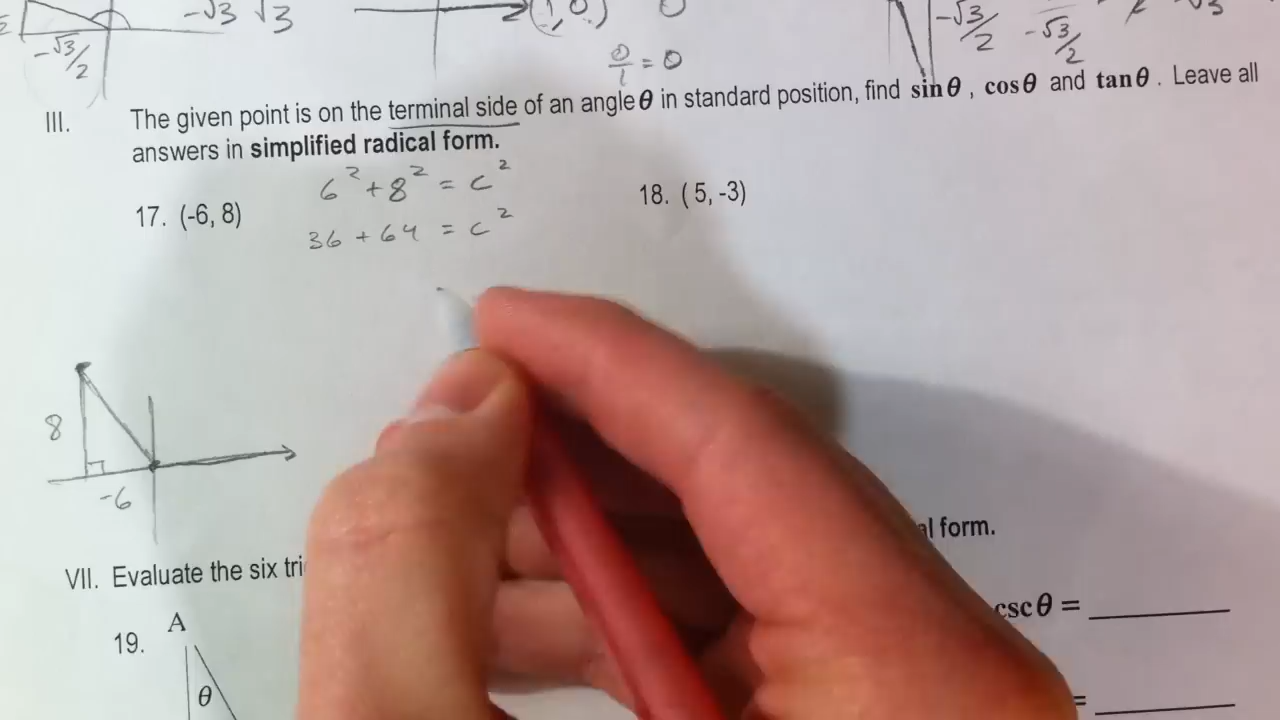 -√3 √3
-√3/2
(1, 0) 0
0/1 = 0
-√3/2 -√3/2
III. The given point is on the terminal side of an angle θ in standard position, find sin θ , cos θ and tan θ . Leave all
answers in simplified radical form.
6² + 8² = c²
17. (-6, 8)
18. ( 5, -3)
36 + 64 = c²
8
-6
form.
VII. Evaluate the six
csc θ =
19. A
θ
=